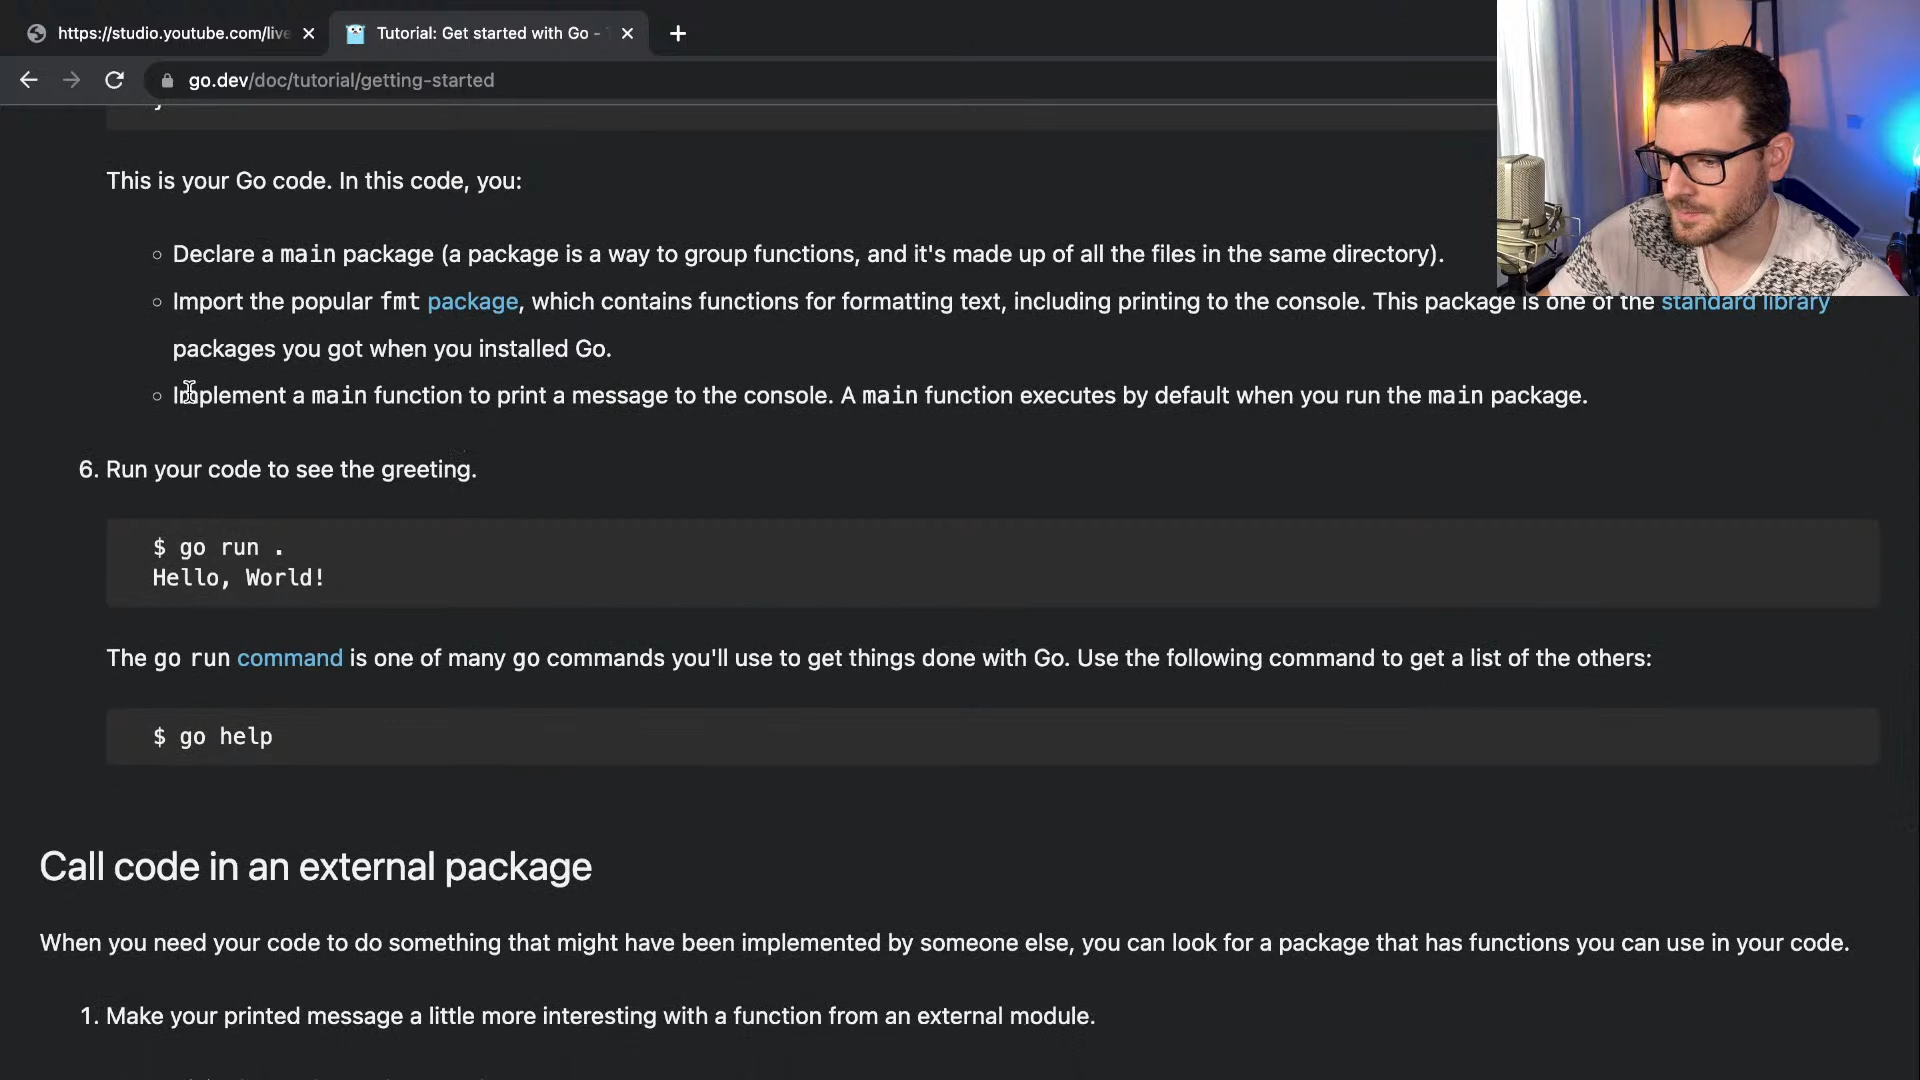 https://studio.youtube.com/live
Tutorial: Get started with Go -
go.dev/doc/tutorial/getting-started
This is your Go code. In this code, you:
Declare a main package (a package is a way to group functions, and it's made up of all the files in the same directory).
Import the popular fmt package, which contains functions for formatting text, including printing to the console. This package is one of the standard library
packages you got when you installed Go.
Implement a main function to print a message to the console. A main function executes by default when you run the main package.
6. Run your code to see the greeting.
$ go run .
Hello, World!
The go run command is one of many go commands you'll use to get things done with Go. Use the following command to get a list of the others:
$ go help
Call code in an external package
When you need your code to do something that might have been implemented by someone else, you can look for a package that has functions you can use in your code.
1. Make your printed message a little more interesting with a function from an external module.